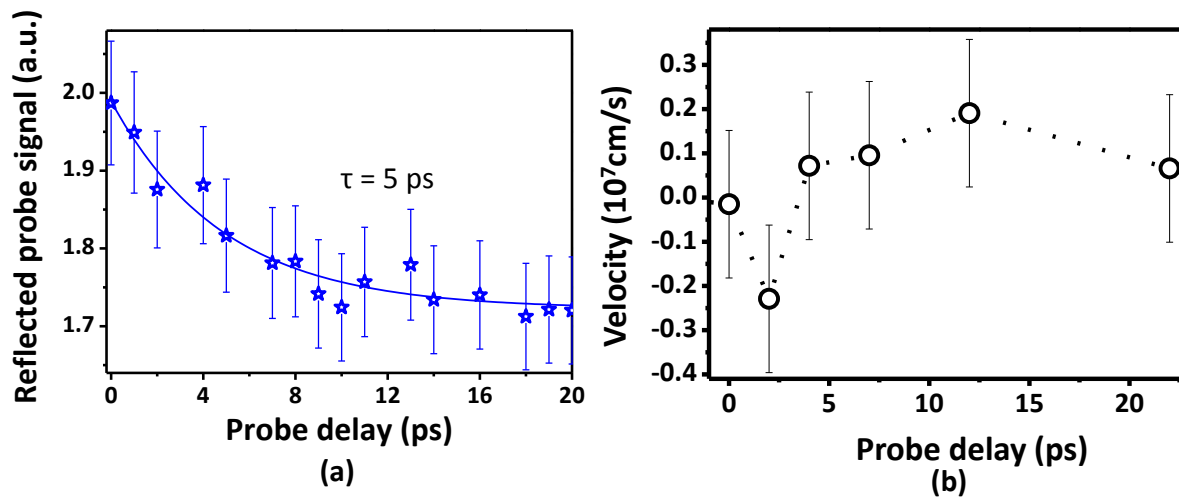 Reflected probe signal (a.u.)
2.0
1.9
1.8
1.7
τ = 5 ps
0 4 8 12 16 20
Probe delay (ps)
(a)
Velocity (10⁷cm/s)
0.3
0.2
0.1
0.0
-0.1
-0.2
-0.3
-0.4
0 5 10 15 20
Probe delay (ps)
(b)